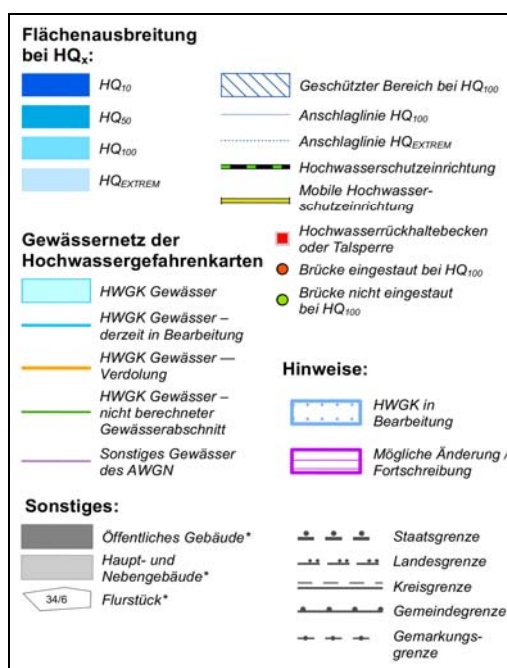 Flächenausbreitung
bei HQx:
HQ10
HQ50
HQ100
HQEXTREM
Geschützter Bereich bei HQ100
Anschlaglinie HQ100
Anschlaglinie HQEXTREM
Hochwasserschutzeinrichtung
Mobile Hochwasser-
schutzeinrichtung
Hochwasserrückhaltebecken
oder Talsperre
Brücke eingestaut bei HQ100
Brücke nicht eingestaut
bei HQ100
Gewässernetz der
Hochwassergefahrenkarten
HWGK Gewässer
HWGK Gewässer –
derzeit in Bearbeitung
HWGK Gewässer —
Verdolung
HWGK Gewässer –
nicht berechneter
Gewässerabschnitt
Sonstiges Gewässer
des AWGN
Hinweise:
HWGK in
Bearbeitung
Mögliche Änderung /
Fortschreibung
Sonstiges:
Öffentliches Gebäude*
Haupt- und
Nebengebäude*
34/6 Flurstück*
Staatsgrenze
Landesgrenze
Kreisgrenze
Gemeindegrenze
Gemarkungs-
grenze